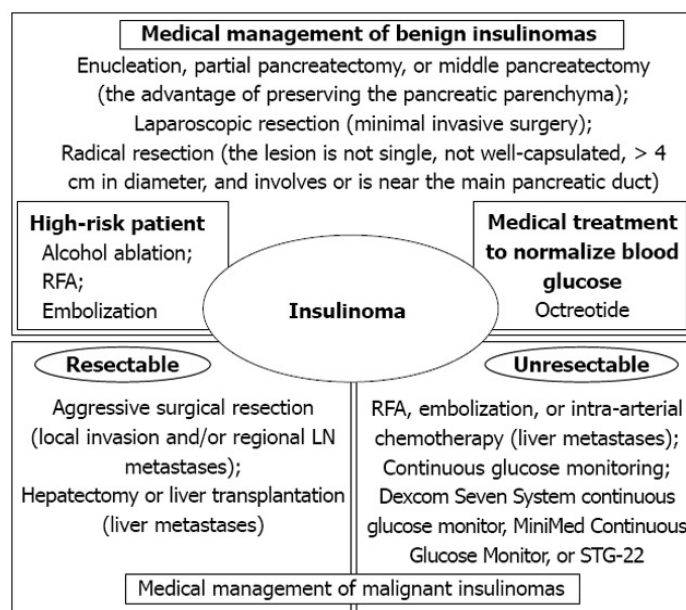 Medical management of benign insulinomas
Enucleation, partial pancreatectomy, or middle pancreatectomy
(the advantage of preserving the pancreatic parenchyma);
Laparoscopic resection (minimal invasive surgery);
Radical resection (the lesion is not single, not well-capsulated, > 4
cm in diameter, and involves or is near the main pancreatic duct)
High-risk patient
Alcohol ablation;
RFA;
Embolization
Medical treatment
to normalize blood
glucose
Octreotide
Insulinoma
Resectable
Aggressive surgical resection
(local invasion and/or regional LN
metastases);
Hepatectomy or liver transplantation
(liver metastases)
Unresectable
RFA, embolization, or intra-arterial
chemotherapy (liver metastases);
Continuous glucose monitoring;
Dexcom Seven System continuous
glucose monitor, MiniMed Continuous
Glucose Monitor, or STG-22
Medical management of malignant insulinomas